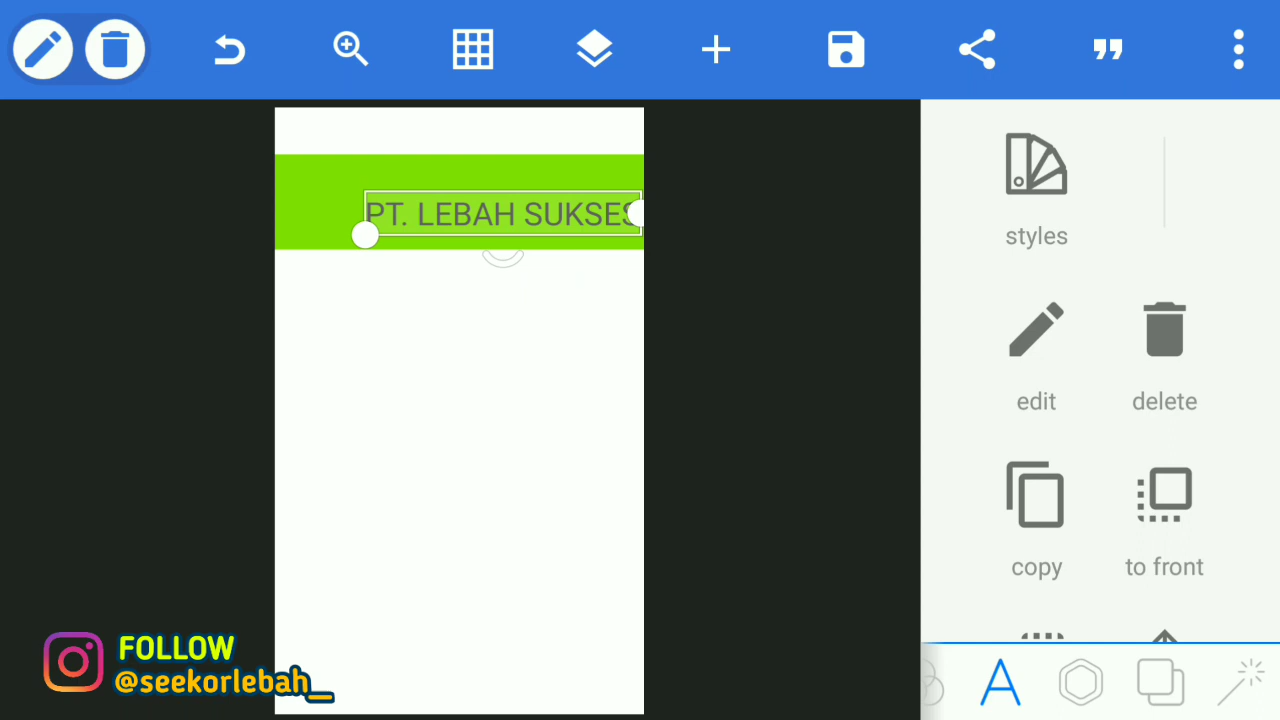 styles
PT. LEBAH SUKSES
edit
delete
copy
to front
FOLLOW
@seekorlebah_